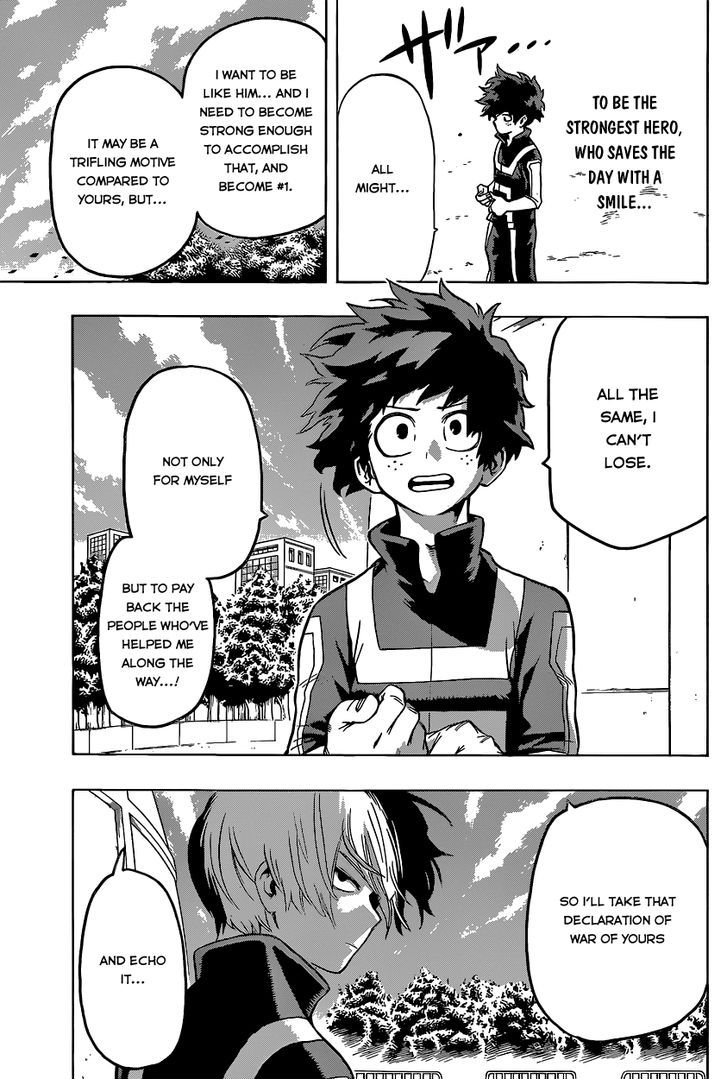 ザァ・・・
TO BE THE
STRONGEST HERO,
WHO SAVES THE
DAY WITH A
SMILE...
ALL
MIGHT...
I WANT TO BE
LIKE HIM... AND I
NEED TO BECOME
STRONG ENOUGH
TO ACCOMPLISH
THAT, AND
BECOME #1.
IT MAY BE A
TRIFLING MOTIVE
COMPARED TO
YOURS, BUT...
ALL THE
SAME, I
CAN'T
LOSE.
NOT ONLY
FOR MYSELF
BUT TO PAY
BACK THE
PEOPLE WHO'VE
HELPED ME
ALONG THE
WAY...!
SO I'LL TAKE THAT
DECLARATION OF
WAR OF YOURS
AND ECHO
IT...